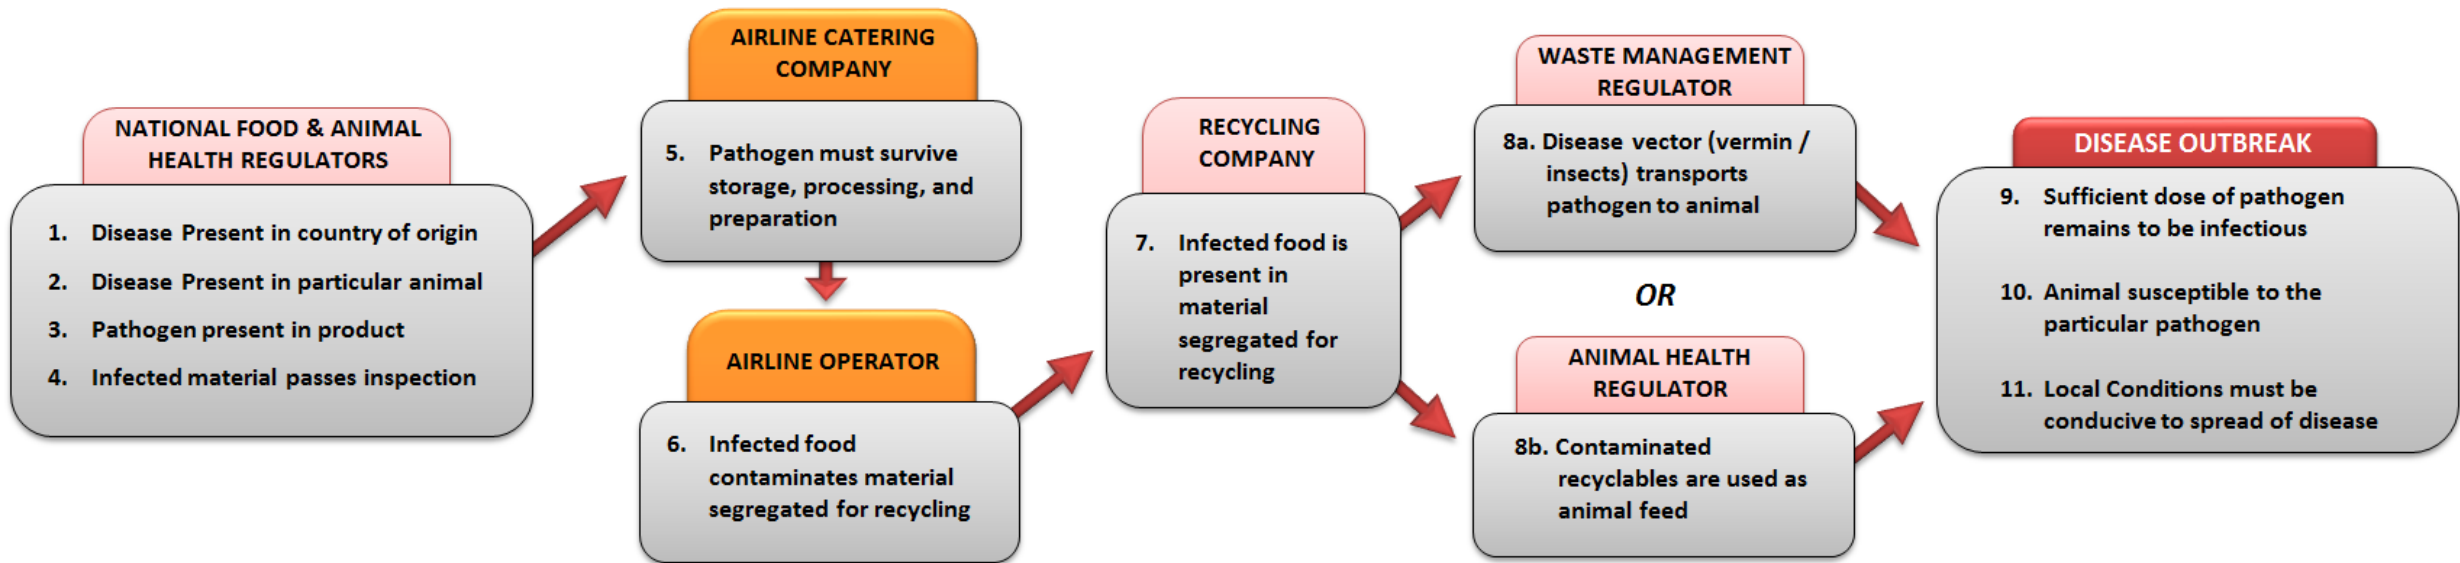 NATIONAL FOOD & ANIMAL
HEALTH REGULATORS
1. Disease Present in country of origin
2. Disease Present in particular animal
3. Pathogen present in product
4. Infected material passes inspection
AIRLINE CATERING
COMPANY
5. Pathogen must survive
storage, processing, and
preparation
AIRLINE OPERATOR
6. Infected food
contaminates material
segregated for recycling
RECYCLING
COMPANY
7. Infected food is
present in
material
segregated for
recycling
WASTE MANAGEMENT
REGULATOR
8a. Disease vector (vermin /
insects) transports
pathogen to animal
OR
ANIMAL HEALTH
REGULATOR
8b. Contaminated
recyclables are used as
animal feed
DISEASE OUTBREAK
9. Sufficient dose of pathogen
remains to be infectious
10. Animal susceptible to the
particular pathogen
11. Local Conditions must be
conducive to spread of disease